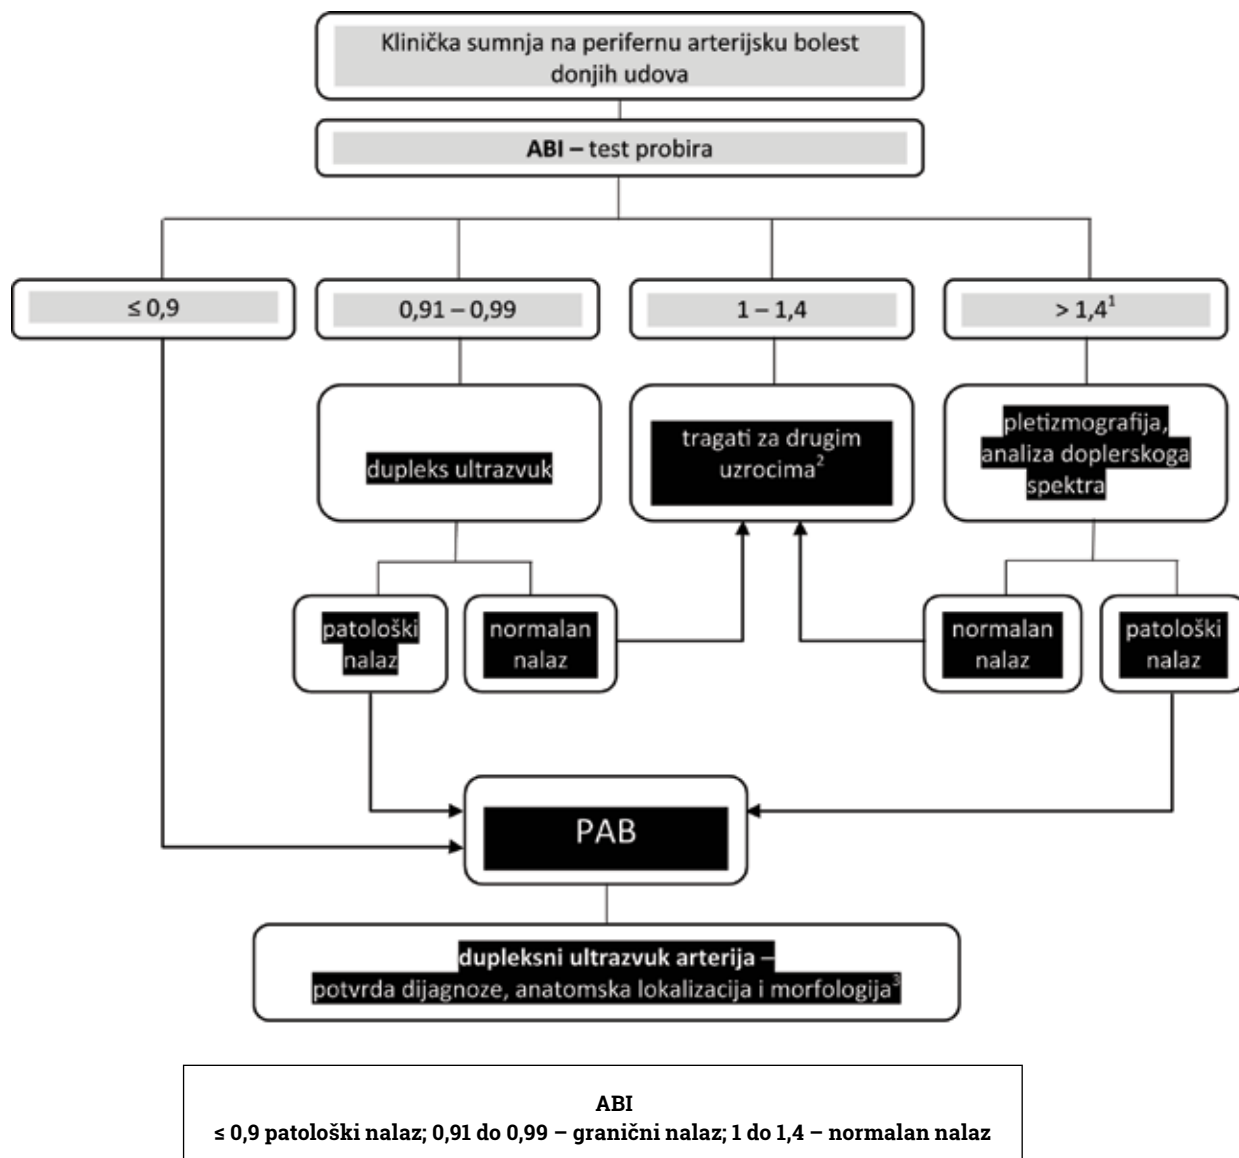 Klinička sumnja na perifernu arterijsku bolest
donjih udova
ABI – test probira
≤ 0,9
0,91 – 0,99
1 – 1,4
> 1,4¹
dupleks ultrazvuk
tragati za drugim
uzrocima²
pletizmografija,
analiza doplerskoga
spektra
patološki
nalaz
normalan
nalaz
normalan
nalaz
patološki
nalaz
PAB
dupleksni ultrazvuk arterija –
potvrda dijagnoze, anatomska lokalizacija i morfologija³
ABI
≤ 0,9 patološki nalaz; 0,91 do 0,99 – granični nalaz; 1 do 1,4 – normalan nalaz